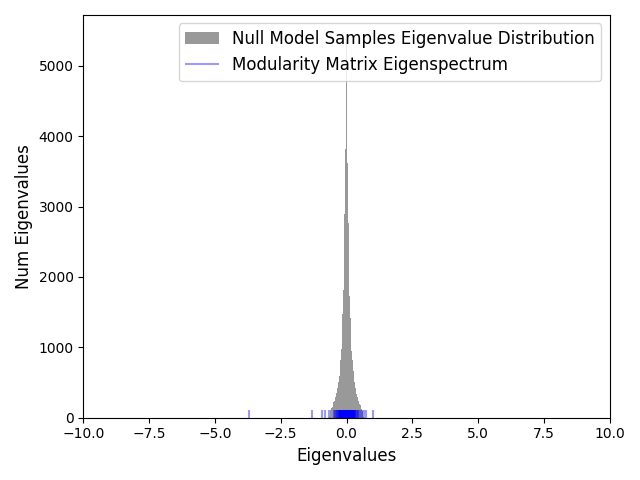 Null Model Samples Eigenvalue Distribution
Modularity Matrix Eigenspectrum
5000
4000
3000
2000
1000
0
Num Eigenvalues
−10.0 −7.5 −5.0 −2.5 0.0 2.5 5.0 7.5 10.0
Eigenvalues